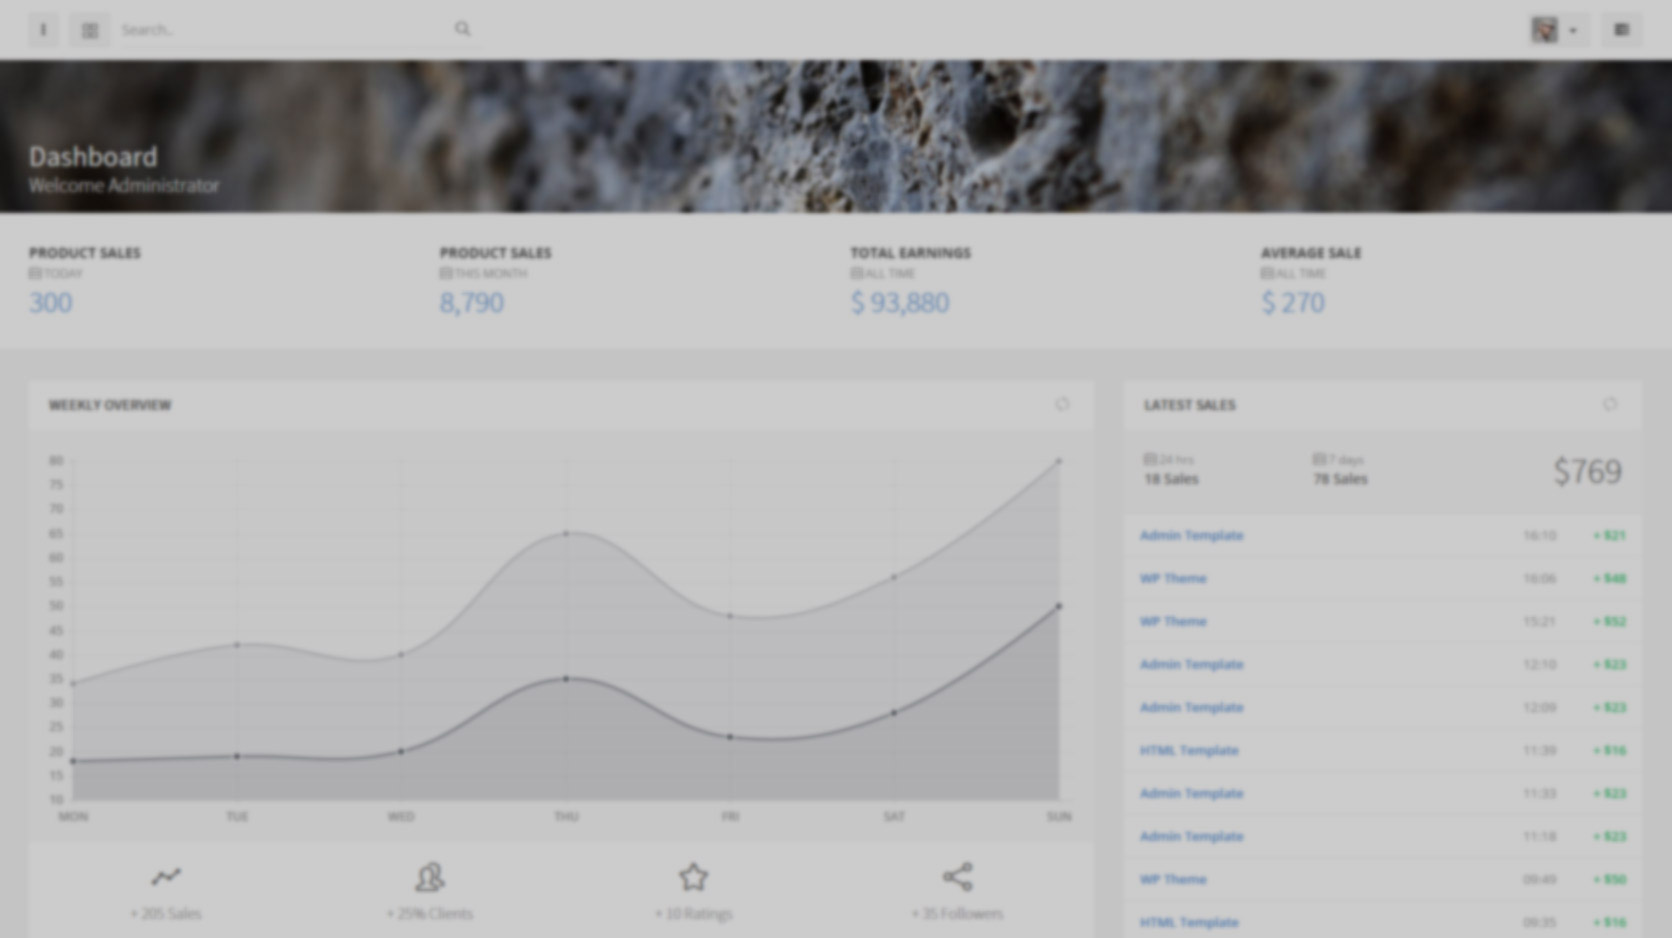 Search..
Dashboard
Welcome Administrator
PRODUCT SALES
TODAY
300
PRODUCT SALES
THIS MONTH
8,790
TOTAL EARNINGS
ALL TIME
$ 93,880
AVERAGE SALE
ALL TIME
$ 270
WEEKLY OVERVIEW
80
75
70
65
60
55
50
45
40
35
30
25
20
15
10
MON TUE WED THU FRI SAT SUN
+ 205 Sales
+ 25% Clients
+ 10 Ratings
+ 35 Followers
LATEST SALES
24 hrs
18 Sales
7 days
78 Sales
$769
Admin Template 16:10 + $21
WP Theme 16:06 + $48
WP Theme 15:21 + $52
Admin Template 12:10 + $23
Admin Template 12:09 + $23
HTML Template 11:39 + $16
Admin Template 11:33 + $23
Admin Template 11:18 + $23
WP Theme 09:49 + $50
HTML Template 09:35 + $16